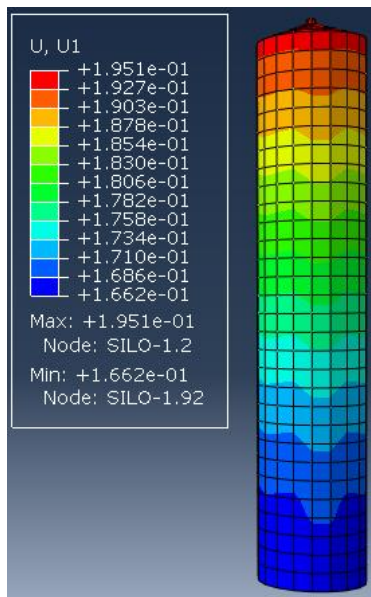 U, U1
+1.951e-01
+1.927e-01
+1.903e-01
+1.878e-01
+1.854e-01
+1.830e-01
+1.806e-01
+1.782e-01
+1.758e-01
+1.734e-01
+1.710e-01
+1.686e-01
+1.662e-01
Max: +1.951e-01
Node: SILO-1.2
Min: +1.662e-01
Node: SILO-1.92